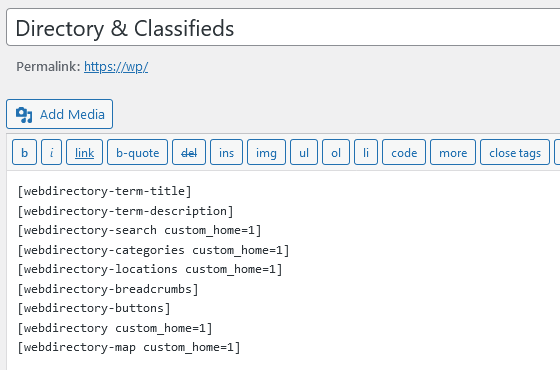 Directory & Classifieds
Permalink: https://wp/
Add Media
b i link b-quote del ins img ul ol li code more close tags
[webdirectory-term-title]
[webdirectory-term-description]
[webdirectory-search custom_home=1]
[webdirectory-categories custom_home=1]
[webdirectory-locations custom_home=1]
[webdirectory-breadcrumbs]
[webdirectory-buttons]
[webdirectory custom_home=1]
[webdirectory-map custom_home=1]